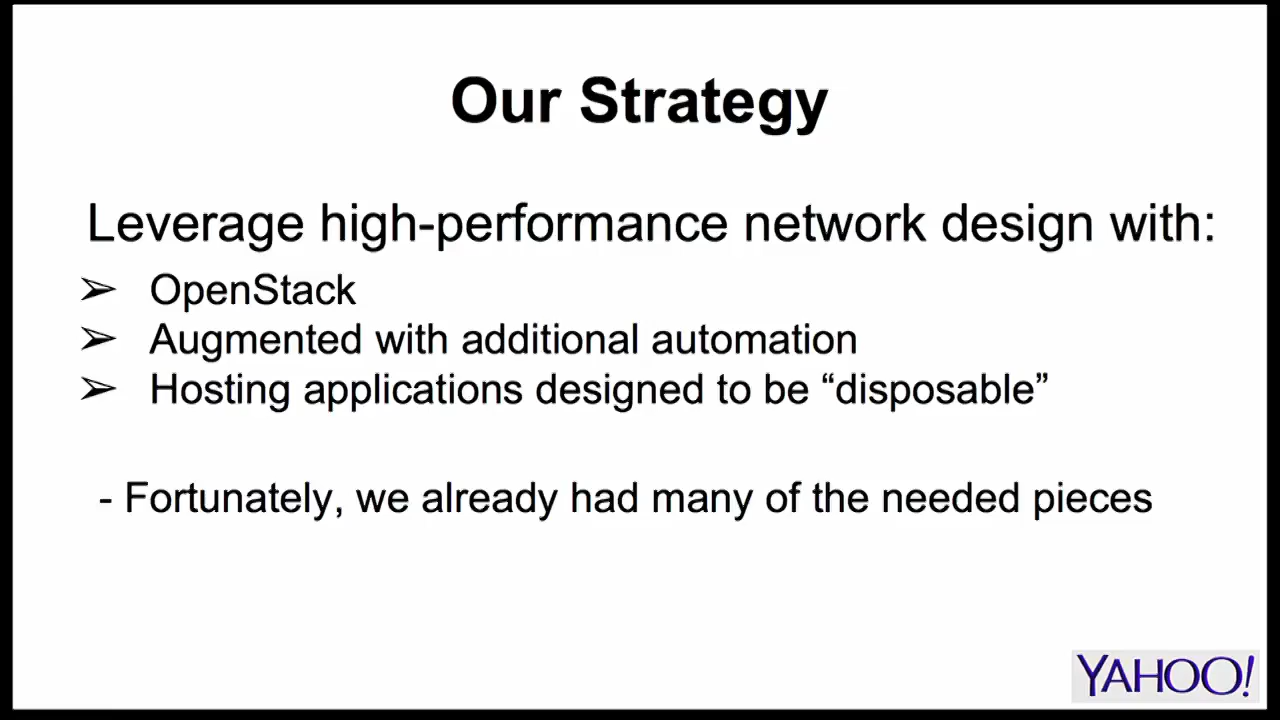 Our Strategy
Leverage high-performance network design with:
➢ OpenStack
➢ Augmented with additional automation
➢ Hosting applications designed to be “disposable”
- Fortunately, we already had many of the needed pieces
YAHOO!